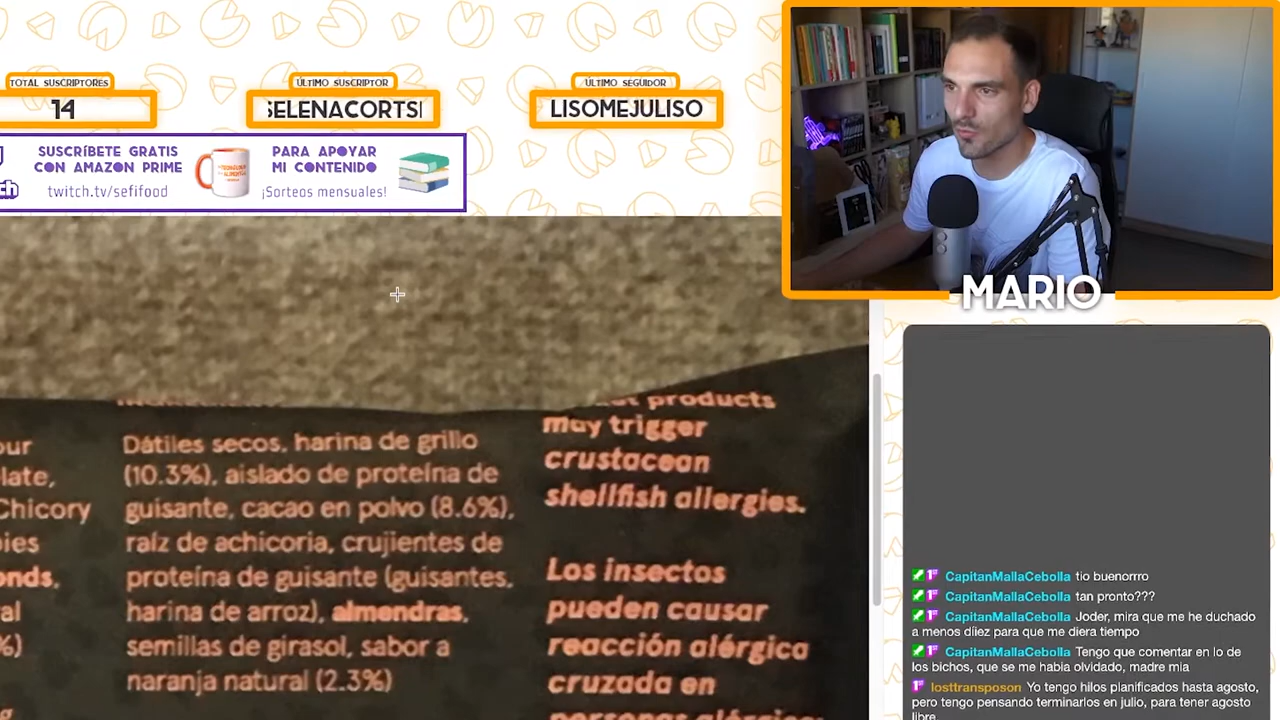 TOTAL SUSCRIPTORES
14
ÚLTIMO SUSCRIPTOR
SELENACORTS
ÚLTIMO SEGUIDOR
LISOMEJULISO
SUSCRÍBETE GRATIS
CON AMAZON PRIME
twitch.tv/sefifood
PARA APOYAR
MI CONTENIDO
¡Sorteos mensuales!
MARIO
Chicory
Dátiles secos, harina de grillo
(10.3%), aislado de proteína de
guisante, cacao en polvo (8.6%),
raíz de achicoria, crujientes de
proteína de guisante (guisantes,
harina de arroz), almendras,
semillas de girasol, sabor a
naranja natural (2.3%)
products
may trigger
crustacean
shellfish allergies.
Los insectos
pueden causar
reacción alérgica
cruzada en
personas
CapitanMallaCebolla tio buenorrro
CapitanMallaCebolla tan pronto???
CapitanMallaCebolla Joder, mira que me he duchado
a menos díiez para que me diera tiempo
CapitanMallaCebolla Tengo que comentar en lo de
los bichos, que se me habia olvidado, madre mia
losttransposon Yo tengo hilos planificados hasta agosto,
pero tengo pensando terminarlos en julio, para tener agosto
libre